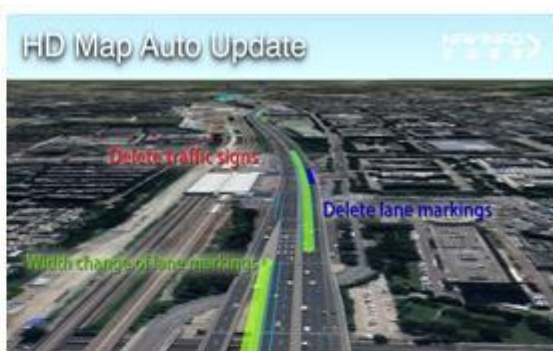 HD Map Auto Update
NAVINFO
Delete traffic signs
Delete lane markings
Width change of lane markings